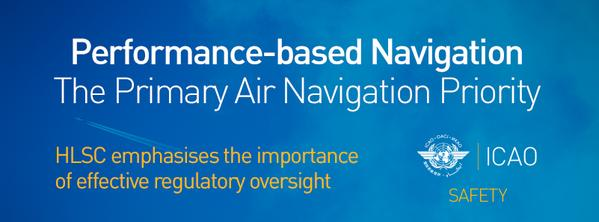 Performance-based Navigation
The Primary Air Navigation Priority
HLSC emphasises the importance
of effective regulatory oversight
ICAO
SAFETY